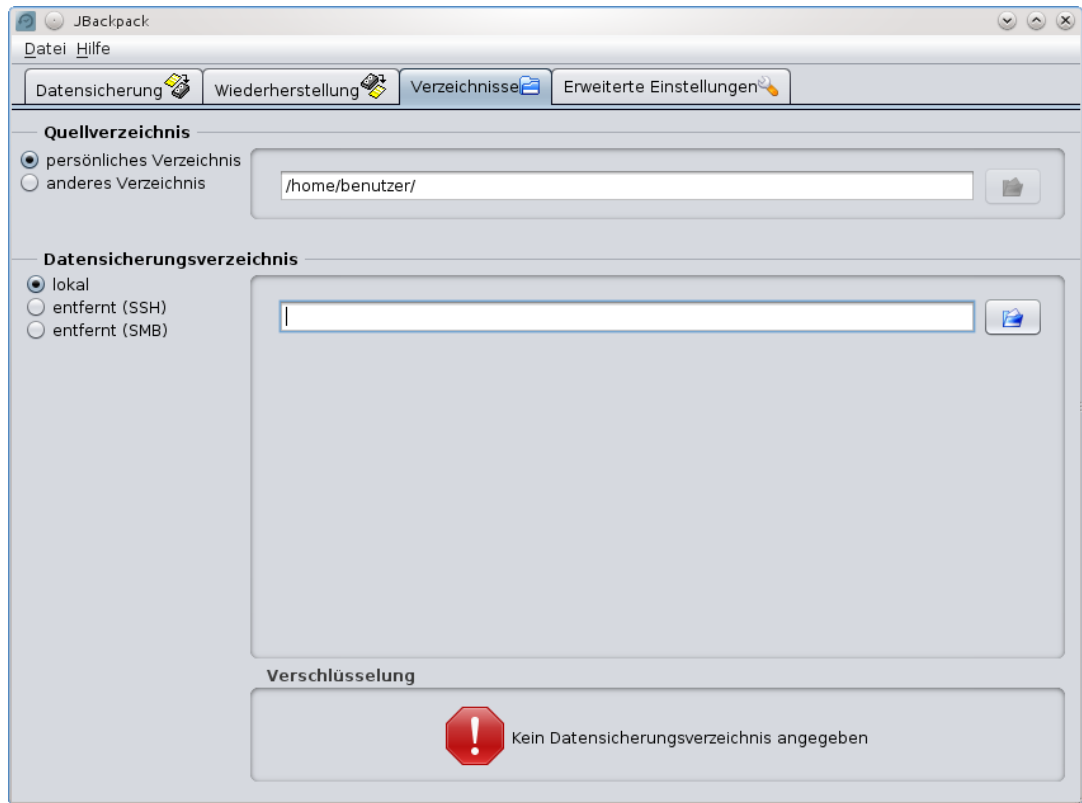 JBackpack
Datei Hilfe
Datensicherung Wiederherstellung Verzeichnisse Erweiterte Einstellungen
Quellverzeichnis
persönliches Verzeichnis
anderes Verzeichnis
/home/benutzer/
Datensicherungsverzeichnis
lokal
entfernt (SSH)
entfernt (SMB)
Verschlüsselung
Kein Datensicherungsverzeichnis angegeben